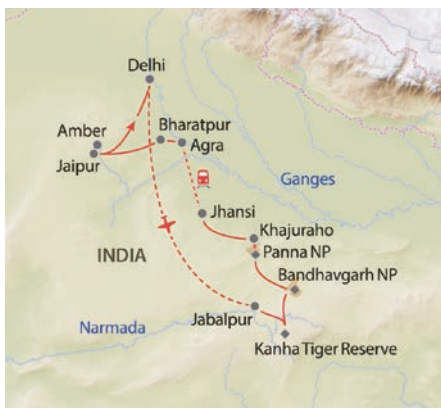 Delhi
Amber
Jaipur
Bharatpur
Agra
Ganges
Jhansi
Khajuraho
Panna NP
INDIA
Bandhavgarh NP
Jabalpur
Narmada
Kanha Tiger Reserve